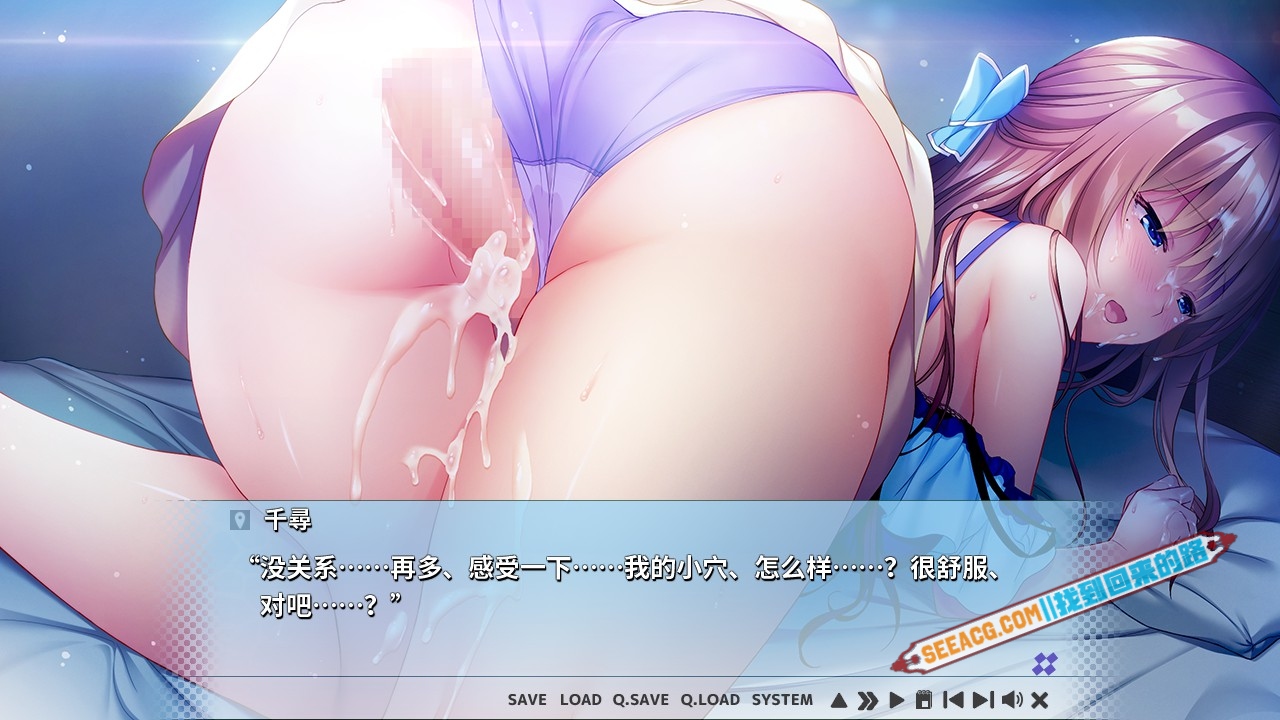 千尋
“没关系……再多、感受一下……我的小穴、怎么样……？很舒服、
对吧……？”
SEEACG.COM||找到回来的路
SAVE LOAD Q.SAVE Q.LOAD SYSTEM